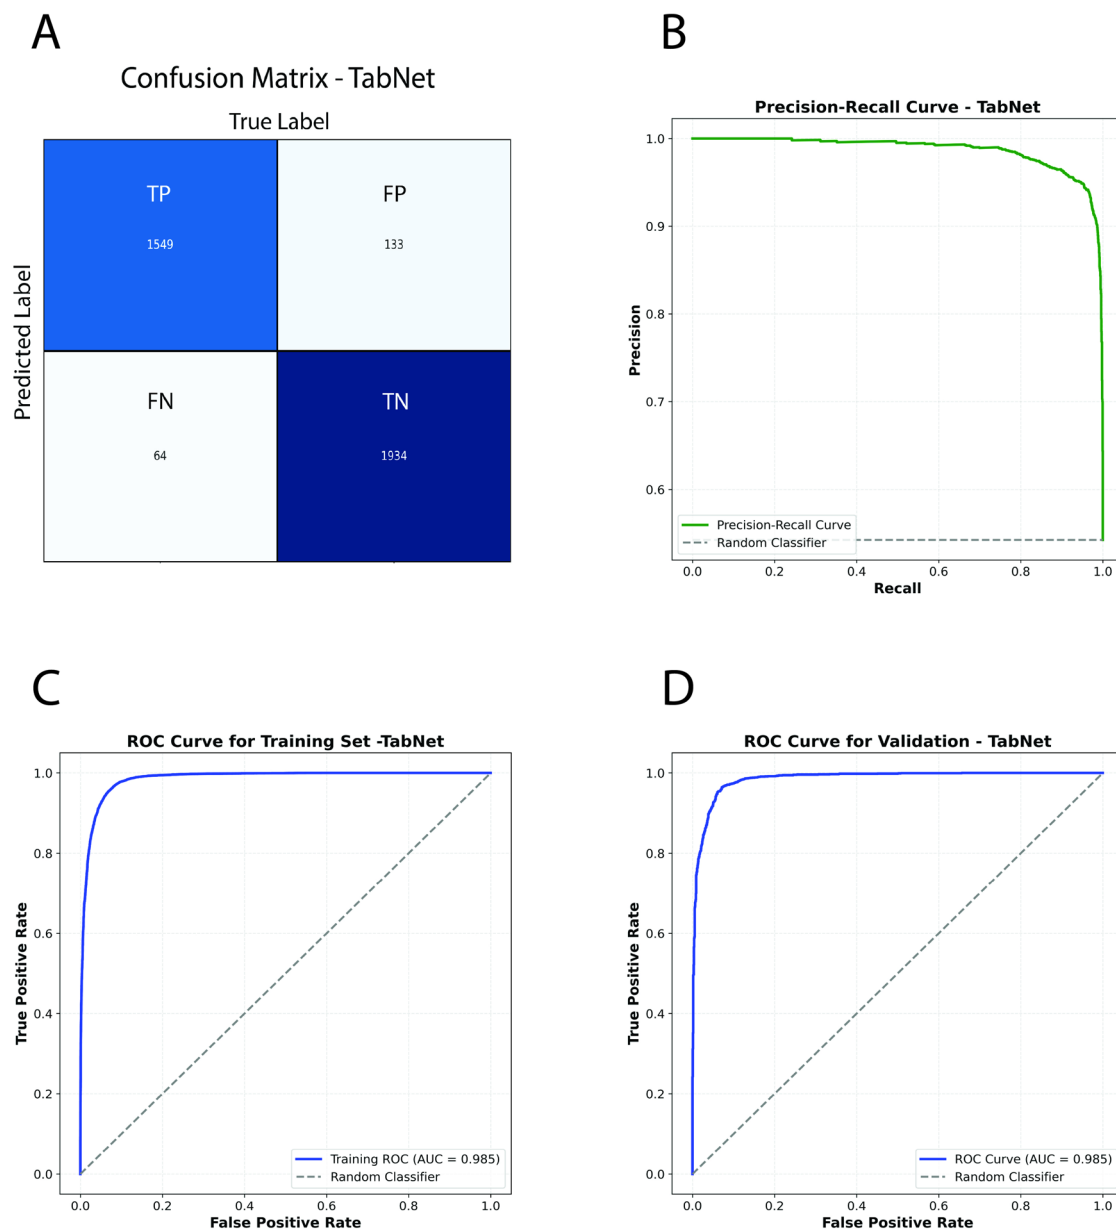 A
Confusion Matrix - TabNet
True Label
Predicted Label
TP
FP
1549
133
FN
TN
64
1934
B
Precision-Recall Curve - TabNet
1.0
0.9
0.8
0.7
0.6
Precision
Precision-Recall Curve
Random Classifier
0.0 0.2 0.4 0.6 0.8 1.0
Recall
C
ROC Curve for Training Set -TabNet
1.0
0.8
0.6
0.4
0.2
0.0
True Positive Rate
Training ROC (AUC = 0.985)
Random Classifier
0.0 0.2 0.4 0.6 0.8 1.0
False Positive Rate
D
ROC Curve for Validation - TabNet
1.0
0.8
0.6
0.4
0.2
0.0
True Positive Rate
ROC Curve (AUC = 0.985)
Random Classifier
0.0 0.2 0.4 0.6 0.8 1.0
False Positive Rate